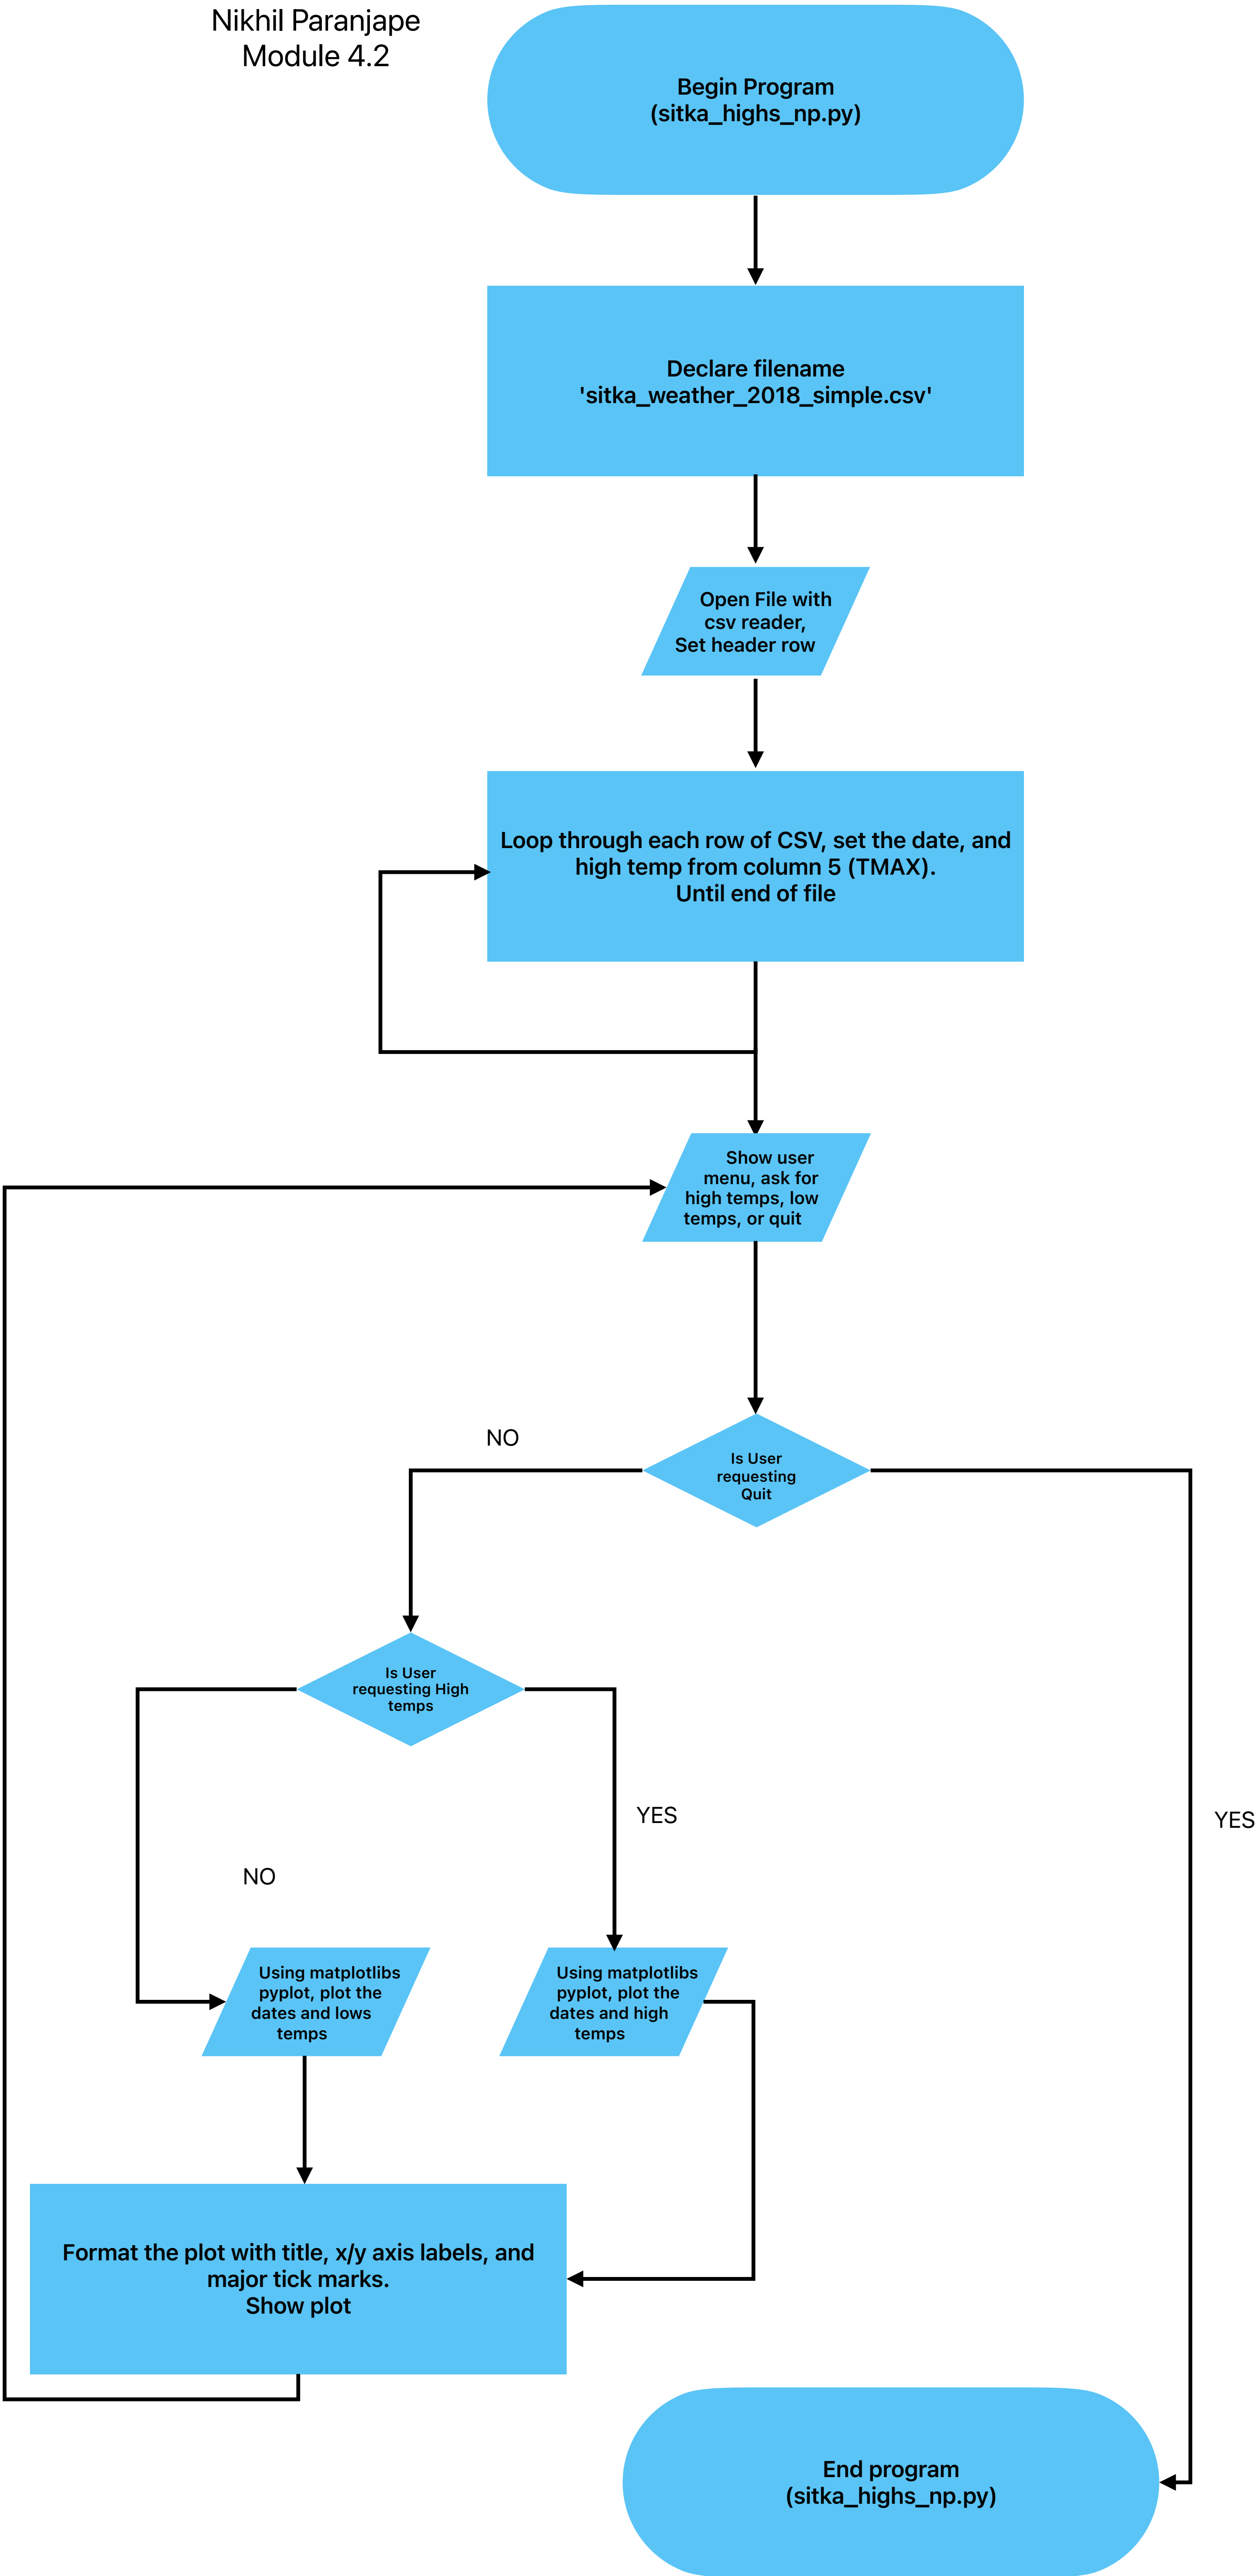 Nikhil Paranjape
Module 4.2
Begin Program
(sitka_highs_np.py)
Declare filename
'sitka_weather_2018_simple.csv'
Open File with
csv reader,
Set header row
Loop through each row of CSV, set the date, and
high temp from column 5 (TMAX).
Until end of file
Show user
menu, ask for
high temps, low
temps, or quit
NO
Is User
requesting
Quit
Is User
requesting High
temps
YES
YES
NO
Using matplotlibs
pyplot, plot the
dates and lows
temps
Using matplotlibs
pyplot, plot the
dates and high
temps
Format the plot with title, x/y axis labels, and
major tick marks.
Show plot
End program
(sitka_highs_np.py)